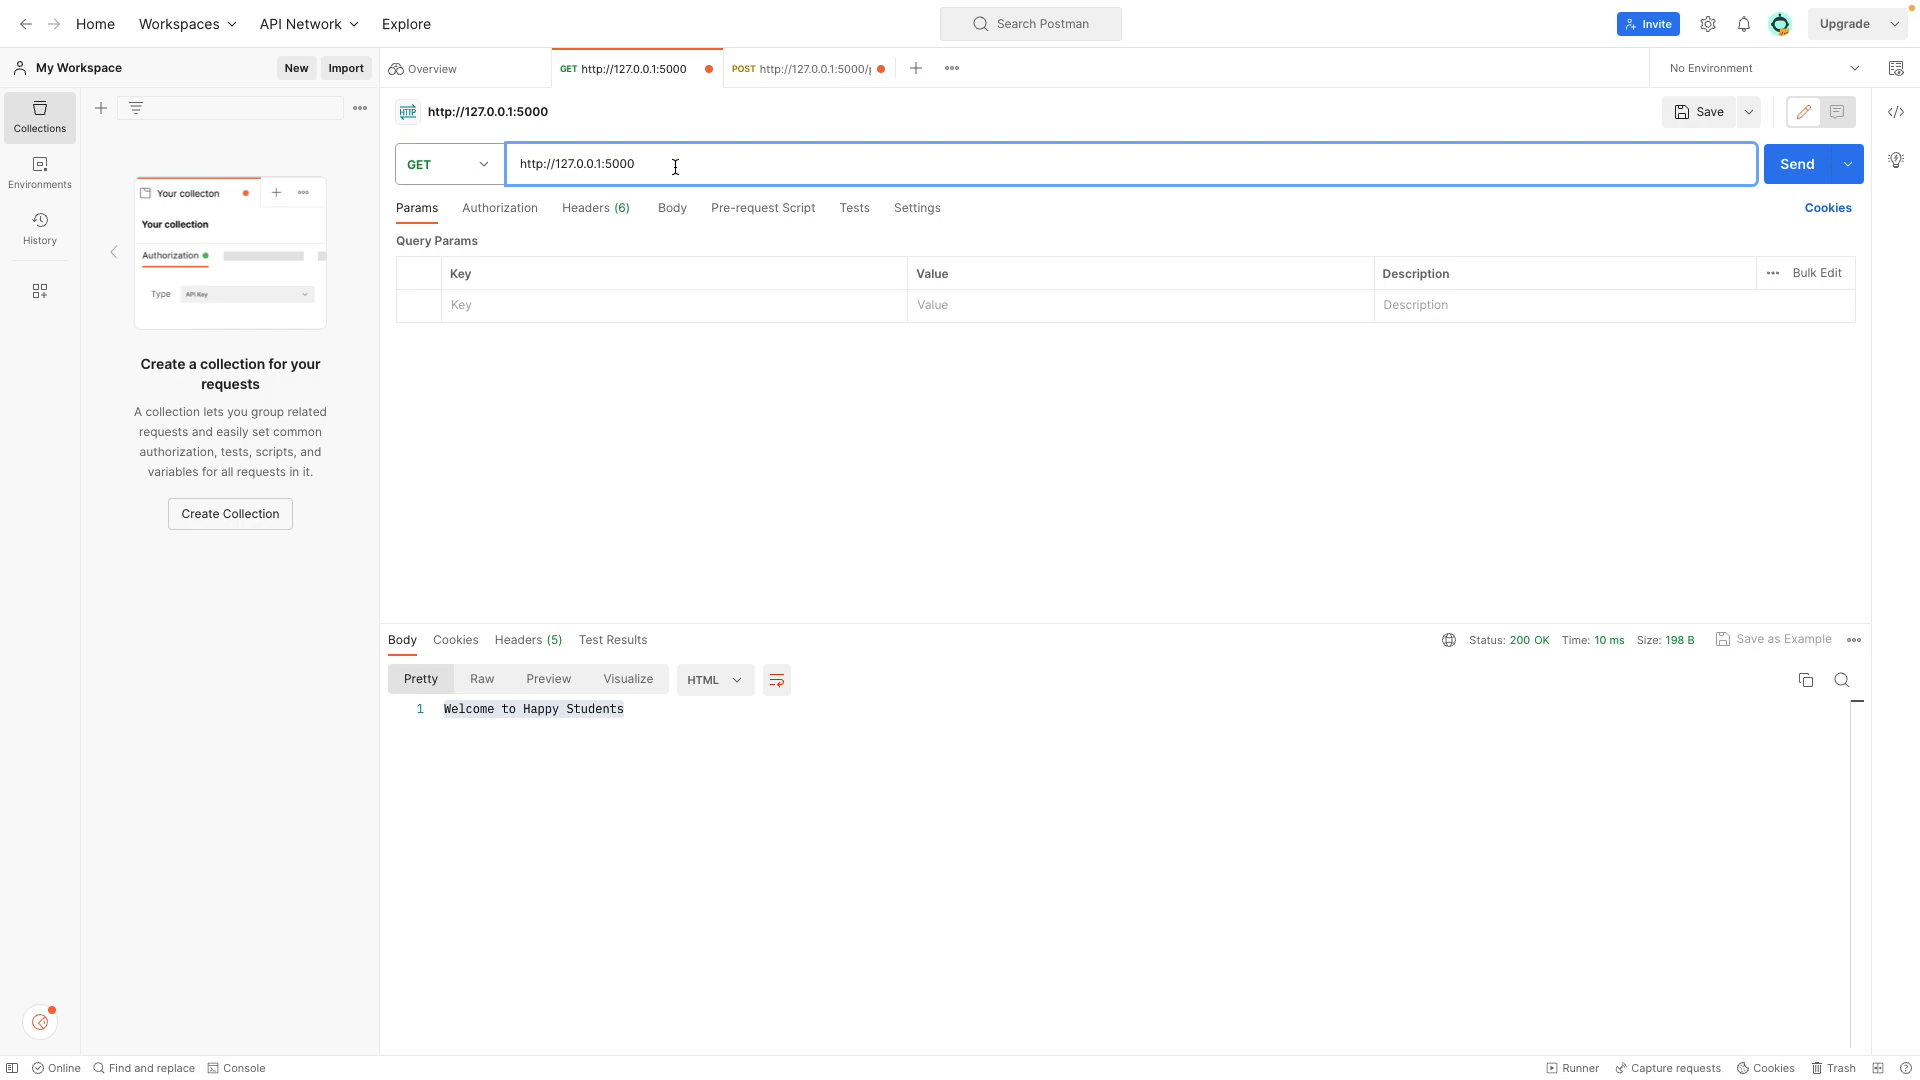 Home
Workspaces
API Network
Explore
Search Postman
Invite
Upgrade
My Workspace
New
Import
Overview
GET http://127.0.0.1:5000
POST http://127.0.0.1:5000/
No Environment
Collections
Environments
History
http://127.0.0.1:5000
HTTP
Save
GET
http://127.0.0.1:5000
Send
Params
Authorization
Headers (6)
Body
Pre-request Script
Tests
Settings
Cookies
Query Params
Key
Value
Description
Bulk Edit
Key
Value
Description
Your collecton
Your collection
Authorization
Type
API Key
Create a collection for your
requests
A collection lets you group related
requests and easily set common
authorization, tests, scripts, and
variables for all requests in it.
Create Collection
Body
Cookies
Headers (5)
Test Results
Status: 200 OK
Time: 10 ms
Size: 198 B
Save as Example
Pretty
Raw
Preview
Visualize
HTML
1
Welcome to Happy Students
Online
Find and replace
Console
Runner
Capture requests
Cookies
Trash